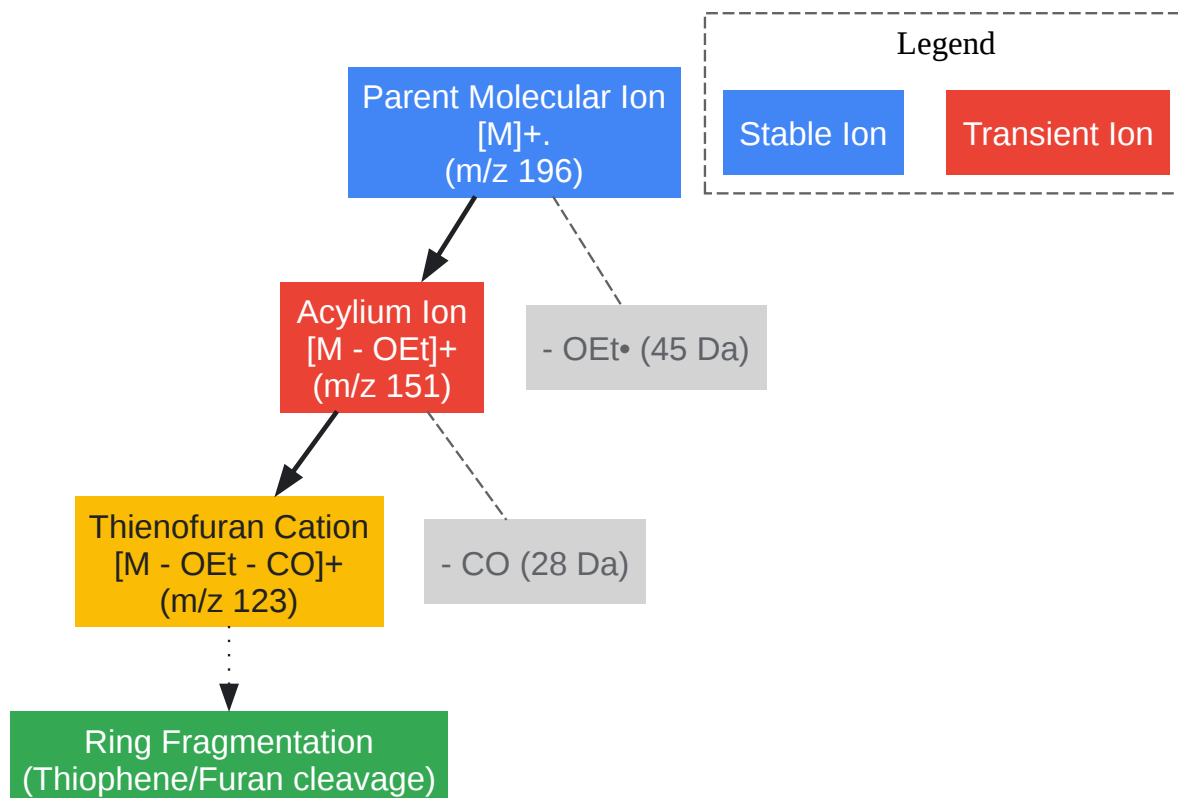 Legend
Stable Ion
Transient Ion
Parent Molecular Ion
[M]+.
(m/z 196)
Acylium Ion
[M - OEt]+
(m/z 151)
- OEt• (45 Da)
Thienofuran Cation
[M - OEt - CO]+
(m/z 123)
- CO (28 Da)
Ring Fragmentation
(Thiophene/Furan cleavage)